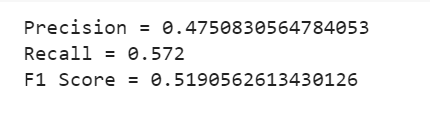 Precision = 0.4750830564784053
Recall = 0.572
F1 Score = 0.5190562613430126